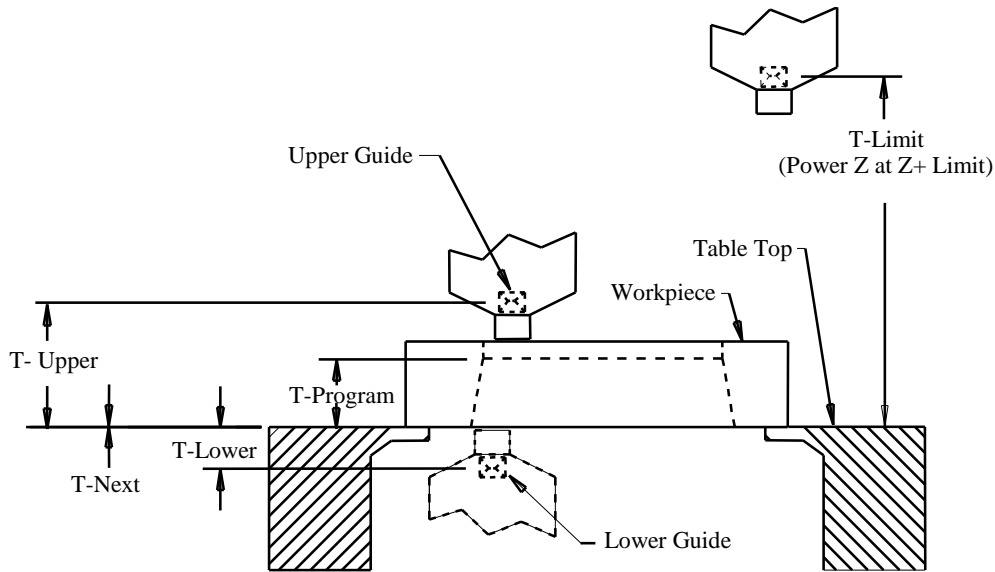 T-Limit
(Power Z at Z+ Limit)
Upper Guide
Table Top
Workpiece
T- Upper
T-Program
T-Lower
T-Next
Lower Guide